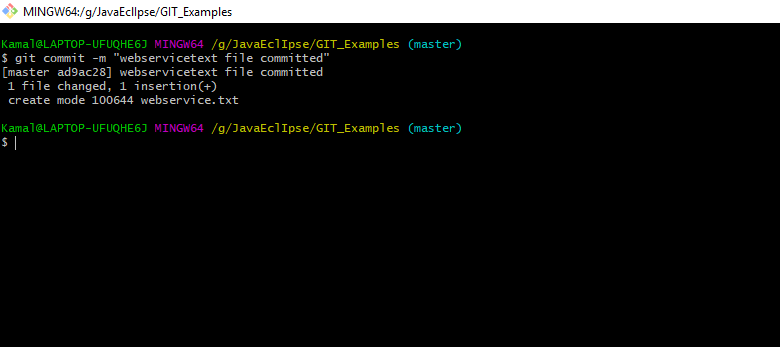 MINGW64:/g/JavaEclIpse/GIT_Examples
Kamal@LAPTOP-UFUQHE6J MINGW64 /g/JavaEclIpse/GIT_Examples (master)
$ git commit -m "webservicetext file committed"
[master ad9ac28] webservicetext file committed
 1 file changed, 1 insertion(+)
 create mode 100644 webservice.txt
Kamal@LAPTOP-UFUQHE6J MINGW64 /g/JavaEclIpse/GIT_Examples (master)
$